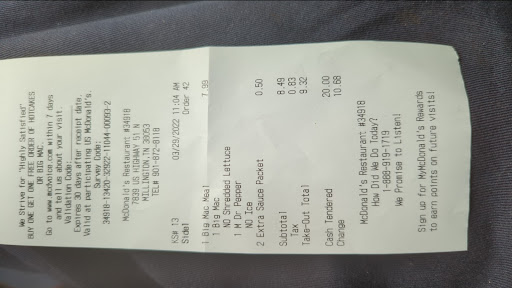 We Strive for "Highly Satisfied"
BUY ONE GET ONE FREE ORDER OF HOTCAKES
OR BIG MAC.
Go to www.mcdvoice.com within 7 days
and tell us about your visit.
Validation Code:
Expires 30 days after receipt date.
Valid at participating US McDonald's.
Survey Code:
34918-13420-32922-11044-00093-2
McDonald's Restaurant #34918
7839 US HIGHWAY 51 N
MILLINGTON, TN 38053
TEL# 901-872-8118
KS# 13 03/29/2022 11:04 AM
Side1 Order 42
1 Big Mac Meal 7.99
1 Big Mac
NO Shredded Lettuce
1 M Dr Pepper
NO Ice
2 Extra Sauce Packet 0.50
Subtotal 8.49
Tax 0.83
Take-Out Total 9.32
Cash Tendered 20.00
Change 10.68
McDonald's Restaurant #34918
How Did We Do Today?
1-888-919-1719
We Promise to Listen!
Sign up for MyMcDonald's Rewards
to earn points on future visits!